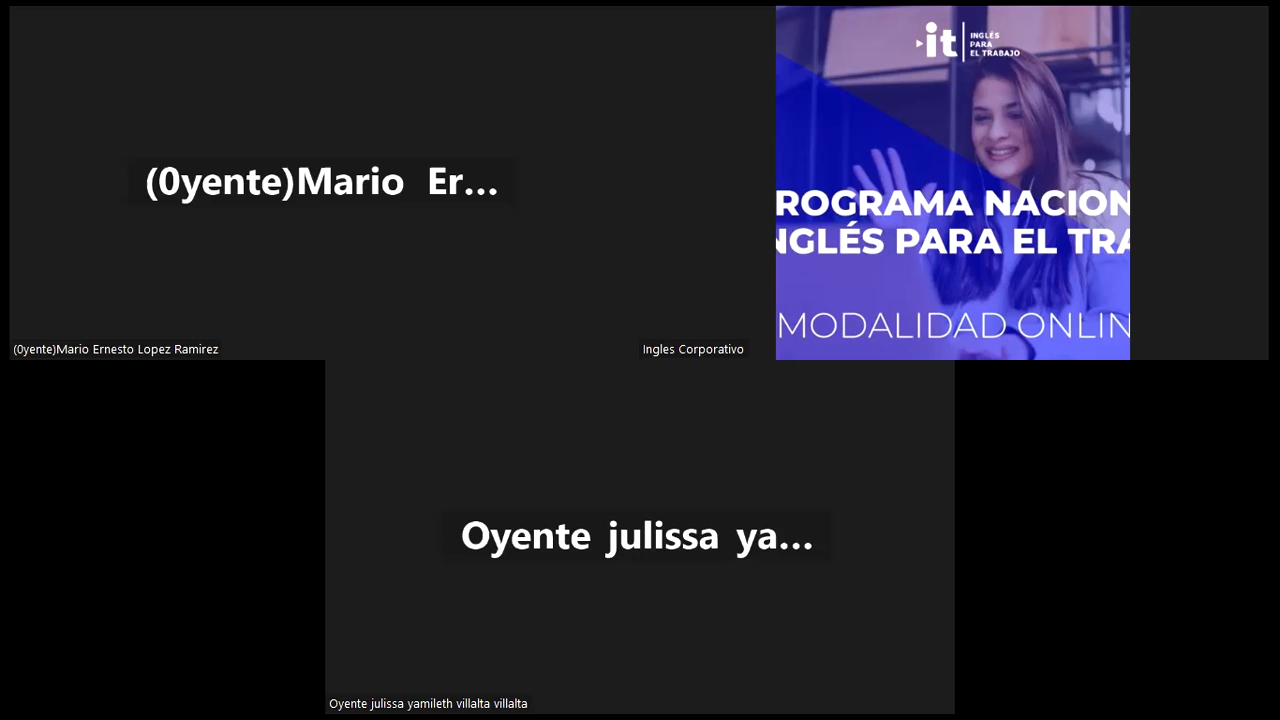 (0yente)Mario Er...
(0yente)Mario Ernesto Lopez Ramirez
it
INGLÉS
PARA
EL TRABAJO
ROGRAMA NACION
NGLÉS PARA EL TRA
MODALIDAD ONLIN
Ingles Corporativo
Oyente julissa ya...
Oyente julissa yamileth villalta villalta